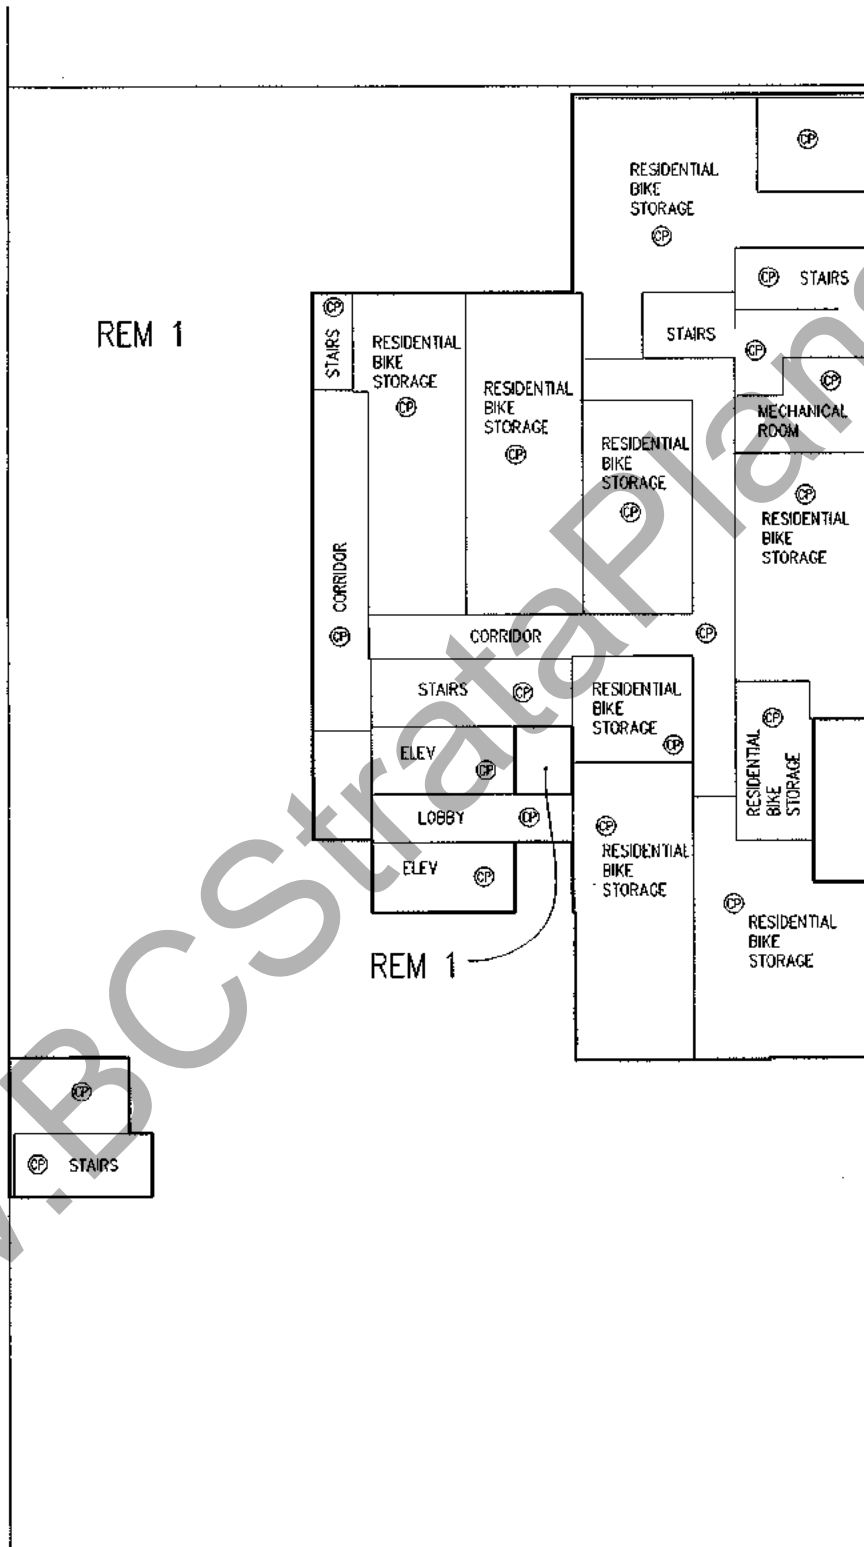 CP
RESIDENTIAL
BIKE
STORAGE
CP
CP STAIRS
REM 1
CP
STAIRS
RESIDENTIAL
BIKE
STORAGE
CP
STAIRS
CP
RESIDENTIAL
BIKE
STORAGE
CP
CP
MECHANICAL
ROOM
RESIDENTIAL
BIKE
STORAGE
CP
CP
RESIDENTIAL
BIKE
STORAGE
CORRIDOR
CP
CORRIDOR
CP
STAIRS CP
RESIDENTIAL
BIKE
STORAGE
CP
CP
RESIDENTIAL
BIKE
STORAGE
ELEV
CP
LOBBY CP
CP
RESIDENTIAL
BIKE
STORAGE
ELEV
CP
CP
RESIDENTIAL
BIKE
STORAGE
REM 1
CP
CP STAIRS
.BCStrataPlans